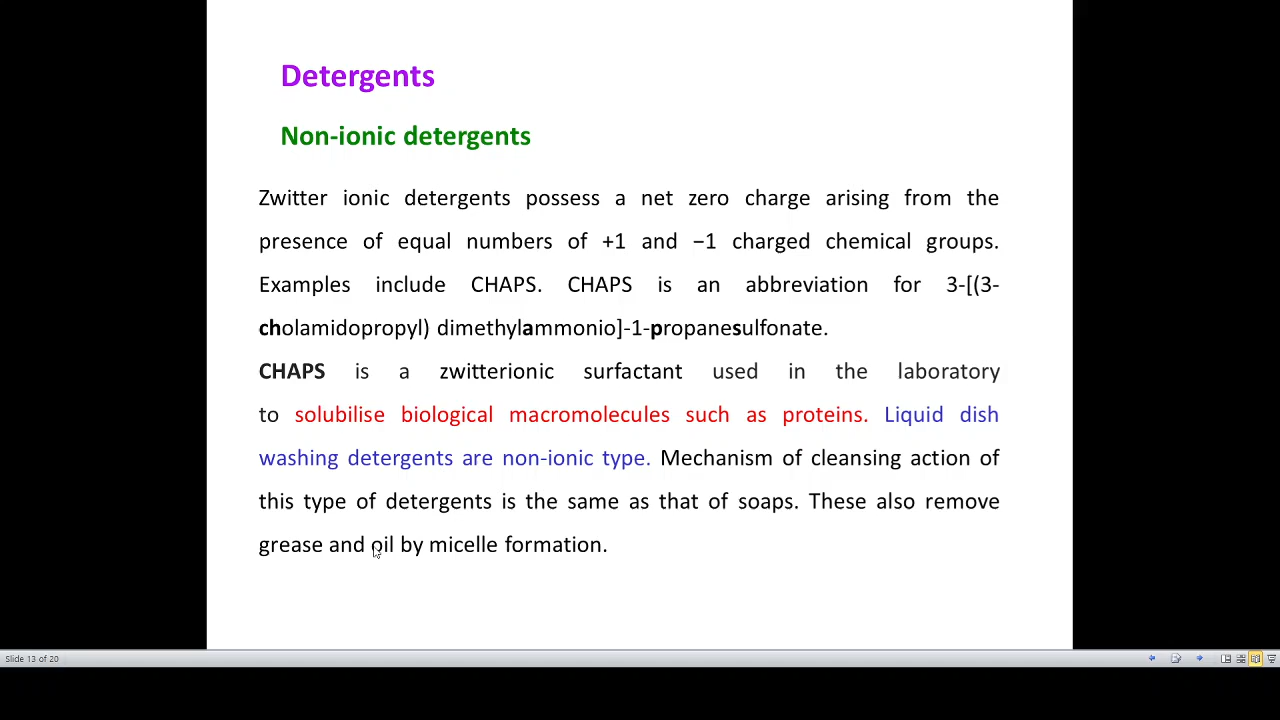 Detergents
Non-ionic detergents
Zwitter ionic detergents possess a net zero charge arising from the
presence of equal numbers of +1 and −1 charged chemical groups.
Examples include CHAPS. CHAPS is an abbreviation for 3-[(3-
cholamidopropyl) dimethylammonio]-1-propanesulfonate.
CHAPS is a zwitterionic surfactant used in the laboratory
to solubilise biological macromolecules such as proteins. Liquid dish
washing detergents are non-ionic type. Mechanism of cleansing action of
this type of detergents is the same as that of soaps. These also remove
grease and oil by micelle formation.
Slide 13 of 20